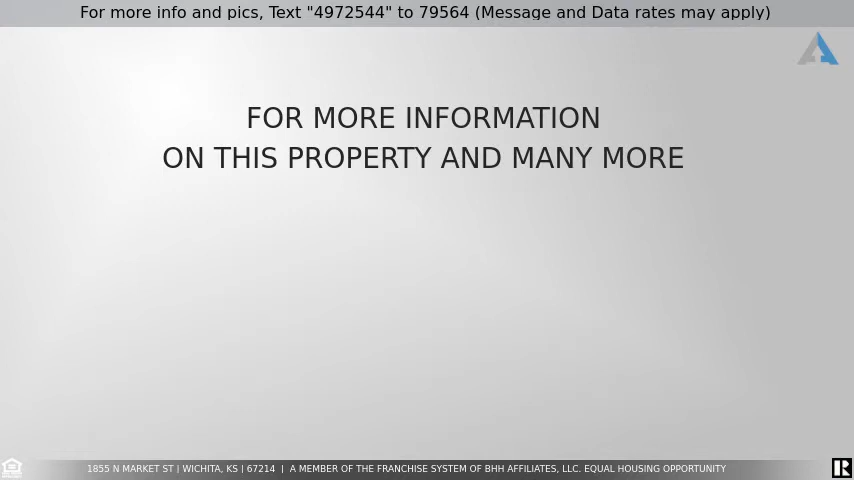 For more info and pics, Text "4972544" to 79564 (Message and Data rates may apply)
FOR MORE INFORMATION
ON THIS PROPERTY AND MANY MORE
1855 N MARKET ST | WICHITA, KS | 67214 | A MEMBER OF THE FRANCHISE SYSTEM OF BHH AFFILIATES, LLC. EQUAL HOUSING OPPORTUNITY